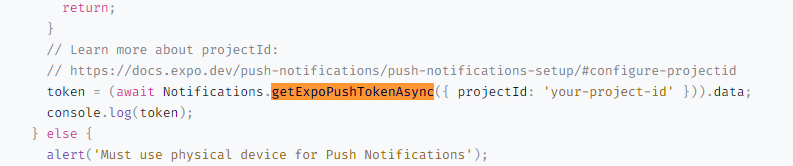 return;
}
// Learn more about projectId:
// https://docs.expo.dev/push-notifications/push-notifications-setup/#configure-projectid
token = (await Notifications.getExpoPushTokenAsync({ projectId: 'your-project-id' })).data;
console.log(token);
} else {
alert('Must use physical device for Push Notifications');